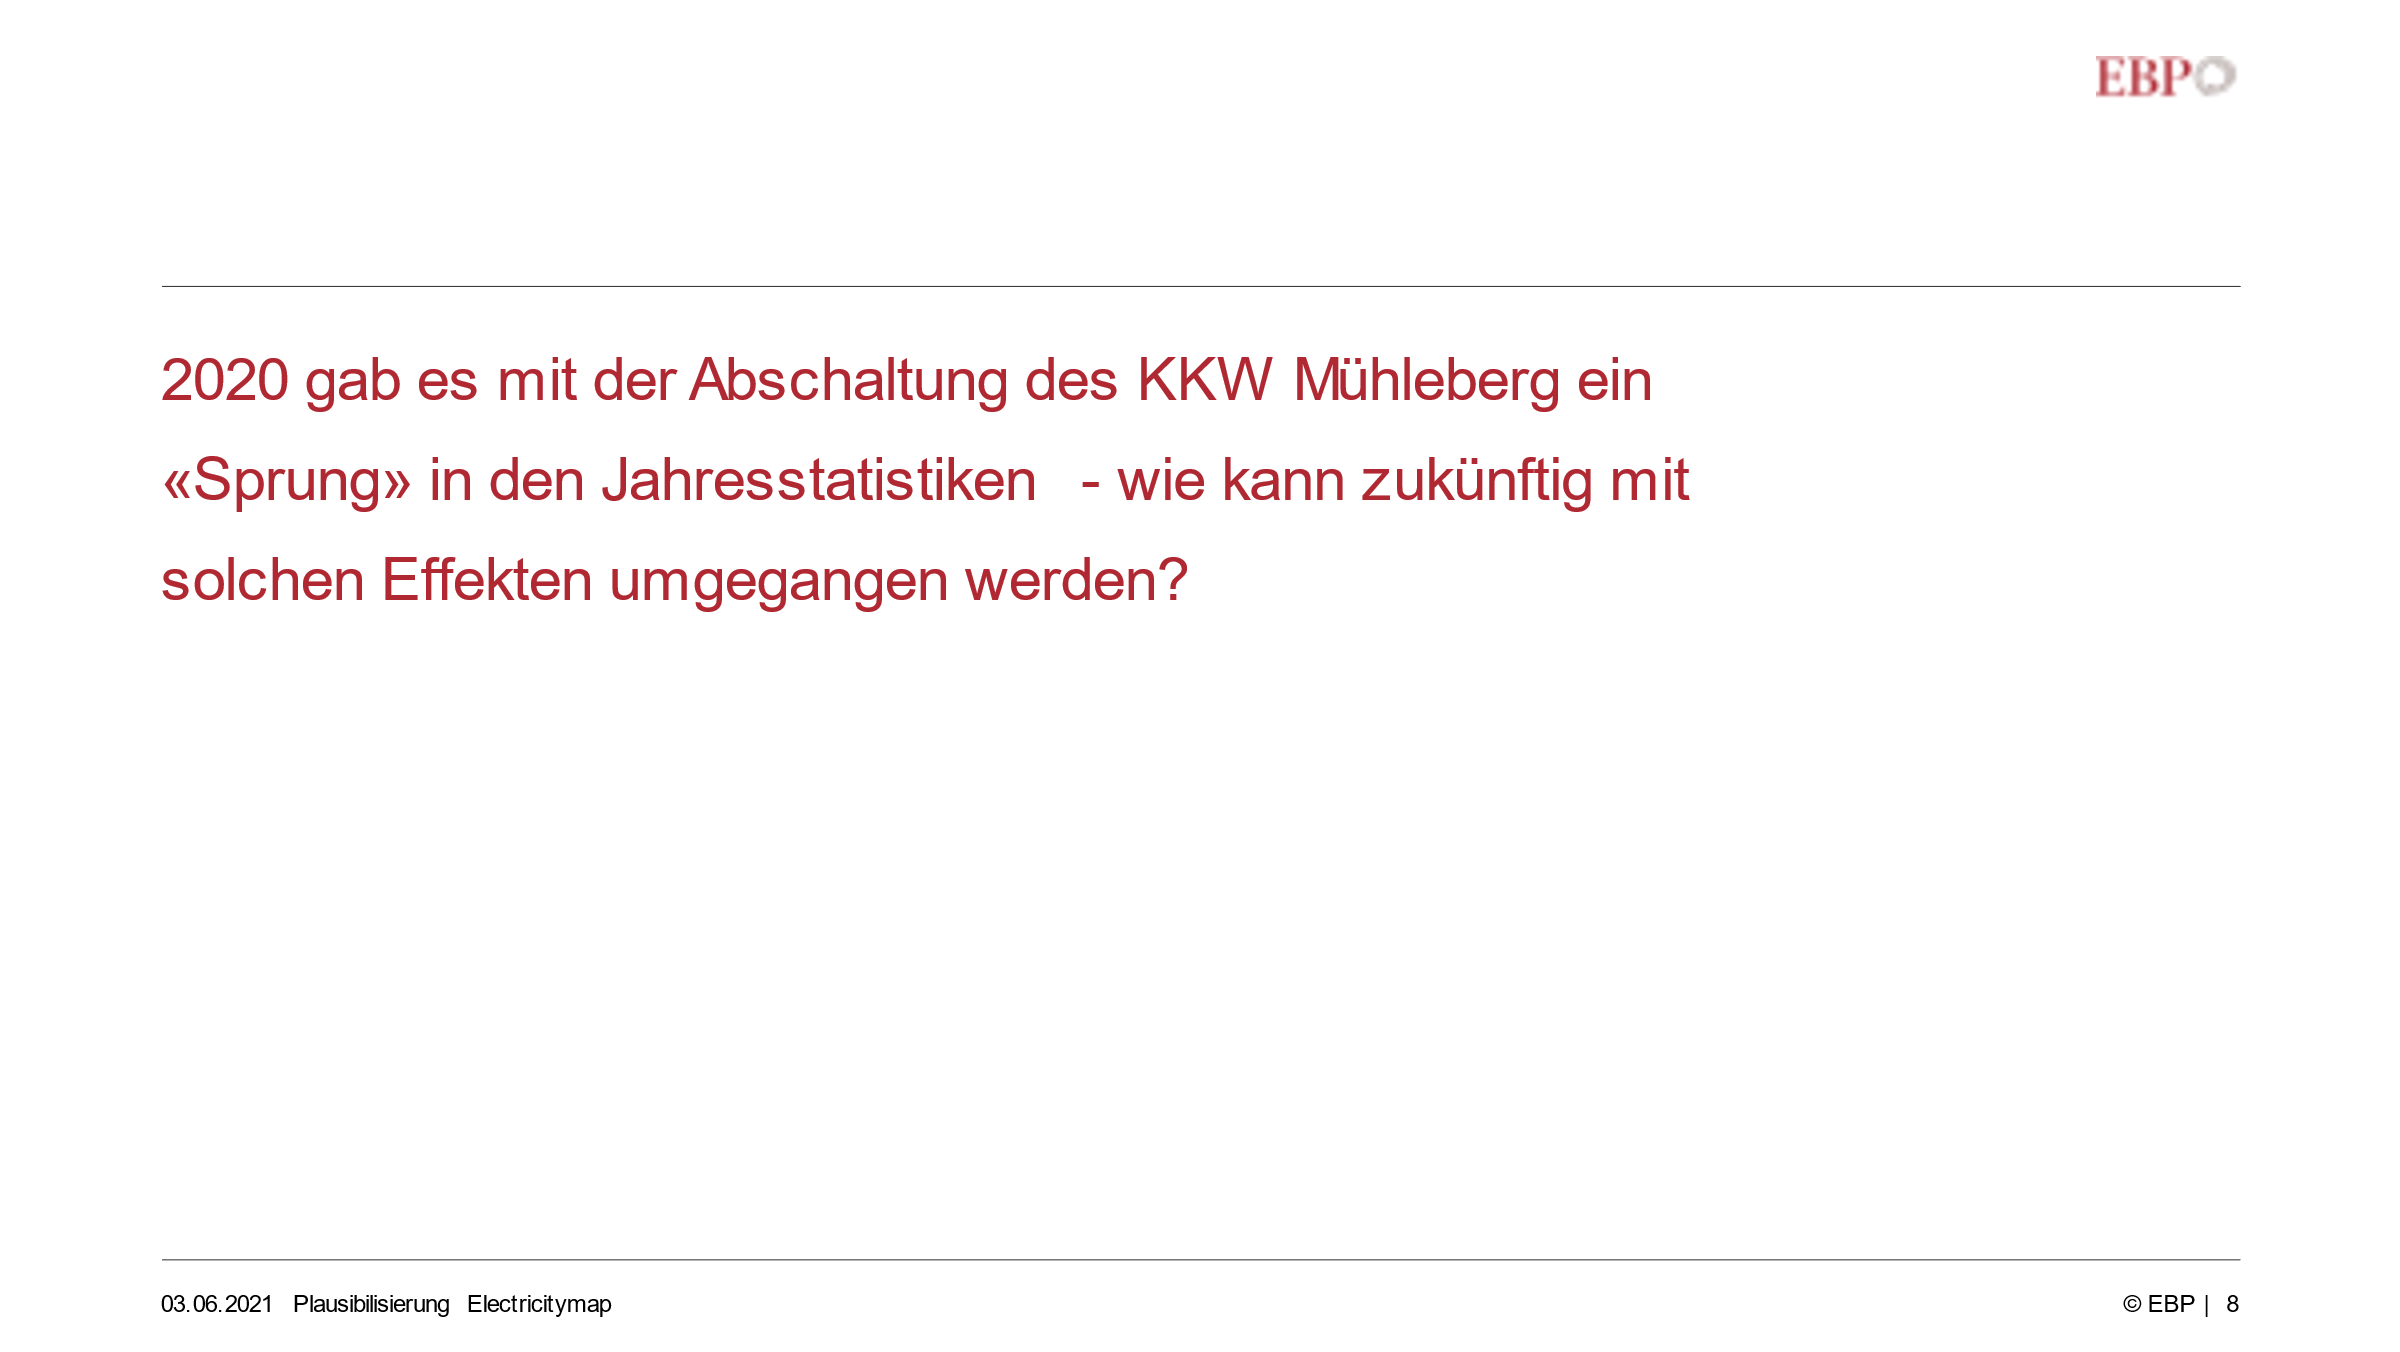 EBP
2020 gab es mit der Abschaltung des KKW Mühleberg ein
«Sprung» in den Jahresstatistiken - wie kann zukünftig mit
solchen Effekten umgegangen werden?
03.06.2021 Plausibilisierung Electricitymap
© EBP | 8